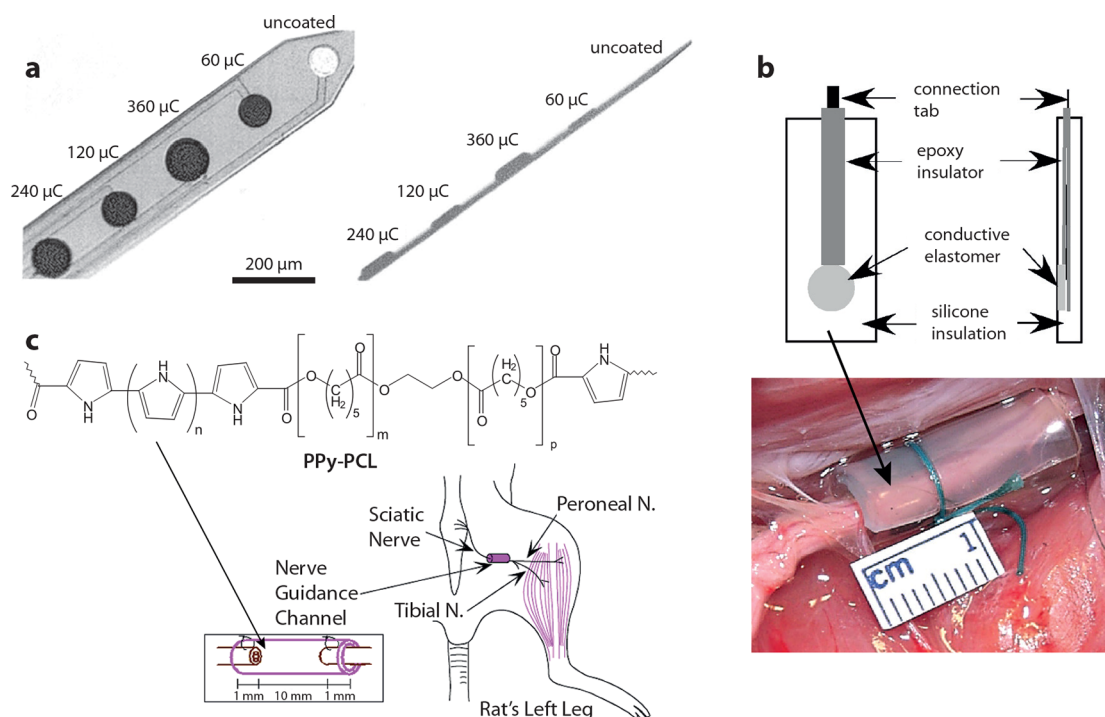 a
uncoated
60 µC
360 µC
120 µC
240 µC
200 µm
uncoated
60 µC
360 µC
120 µC
240 µC
b
connection
tab
epoxy
insulator
conductive
elastomer
silicone
insulation
cm 1
c
O
N
H
H
N
n
N
H
O
O
C
H₂
5
O
O
m
O
O
O
H₂
C
5
O
p
O
H
N
PPy-PCL
Sciatic
Nerve
Peroneal N.
Nerve
Guidance
Channel
Tibial N.
1 mm 10 mm 1 mm
Rat's Left Leg